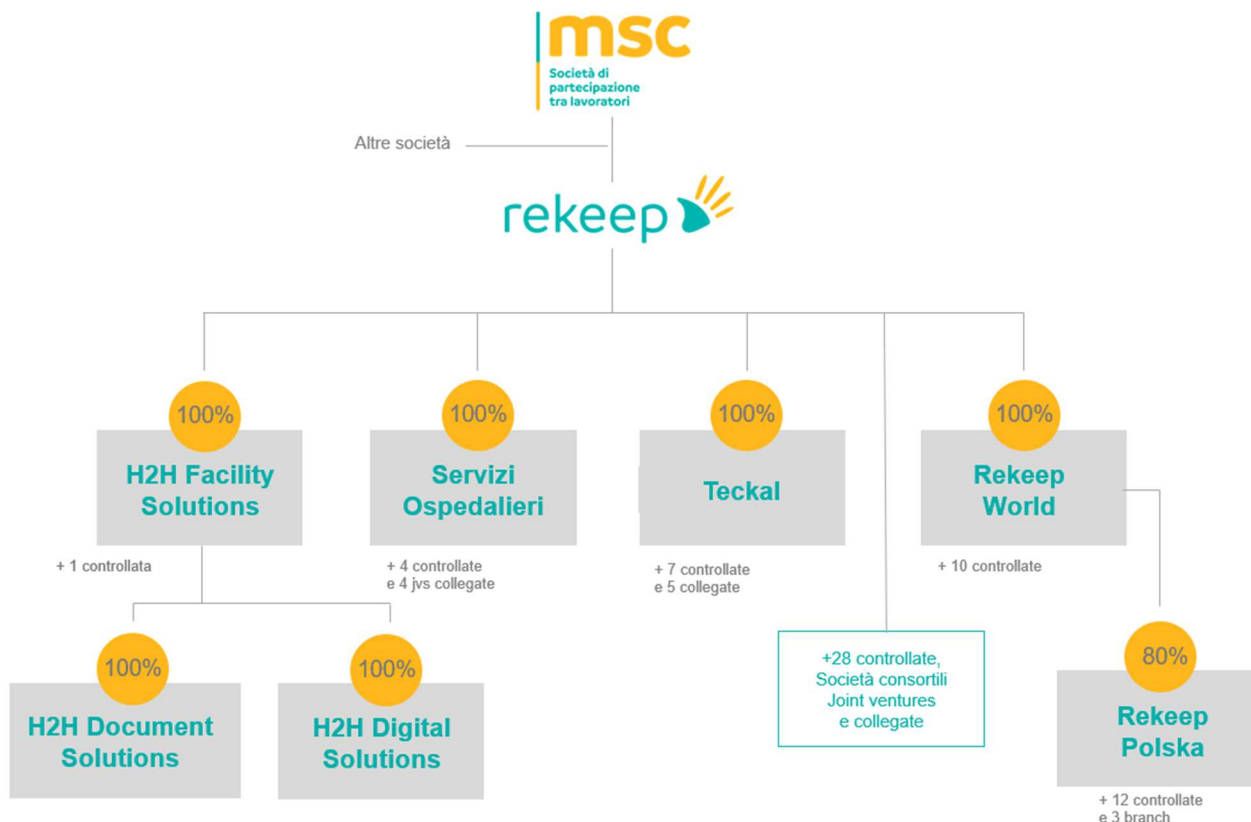 msc
Società di
partecipazione
tra lavoratori
Altre società
rekeep
100%
H2H Facility
Solutions
+ 1 controllata
100%
Servizi
Ospedalieri
+ 4 controllate
e 4 jvs collegate
100%
Teckal
+ 7 controllate
e 5 collegate
100%
Rekeep
World
+ 10 controllate
100%
H2H Document
Solutions
100%
H2H Digital
Solutions
+28 controllate,
Società consortili
Joint ventures
e collegate
80%
Rekeep
Polska
+ 12 controllate
e 3 branch